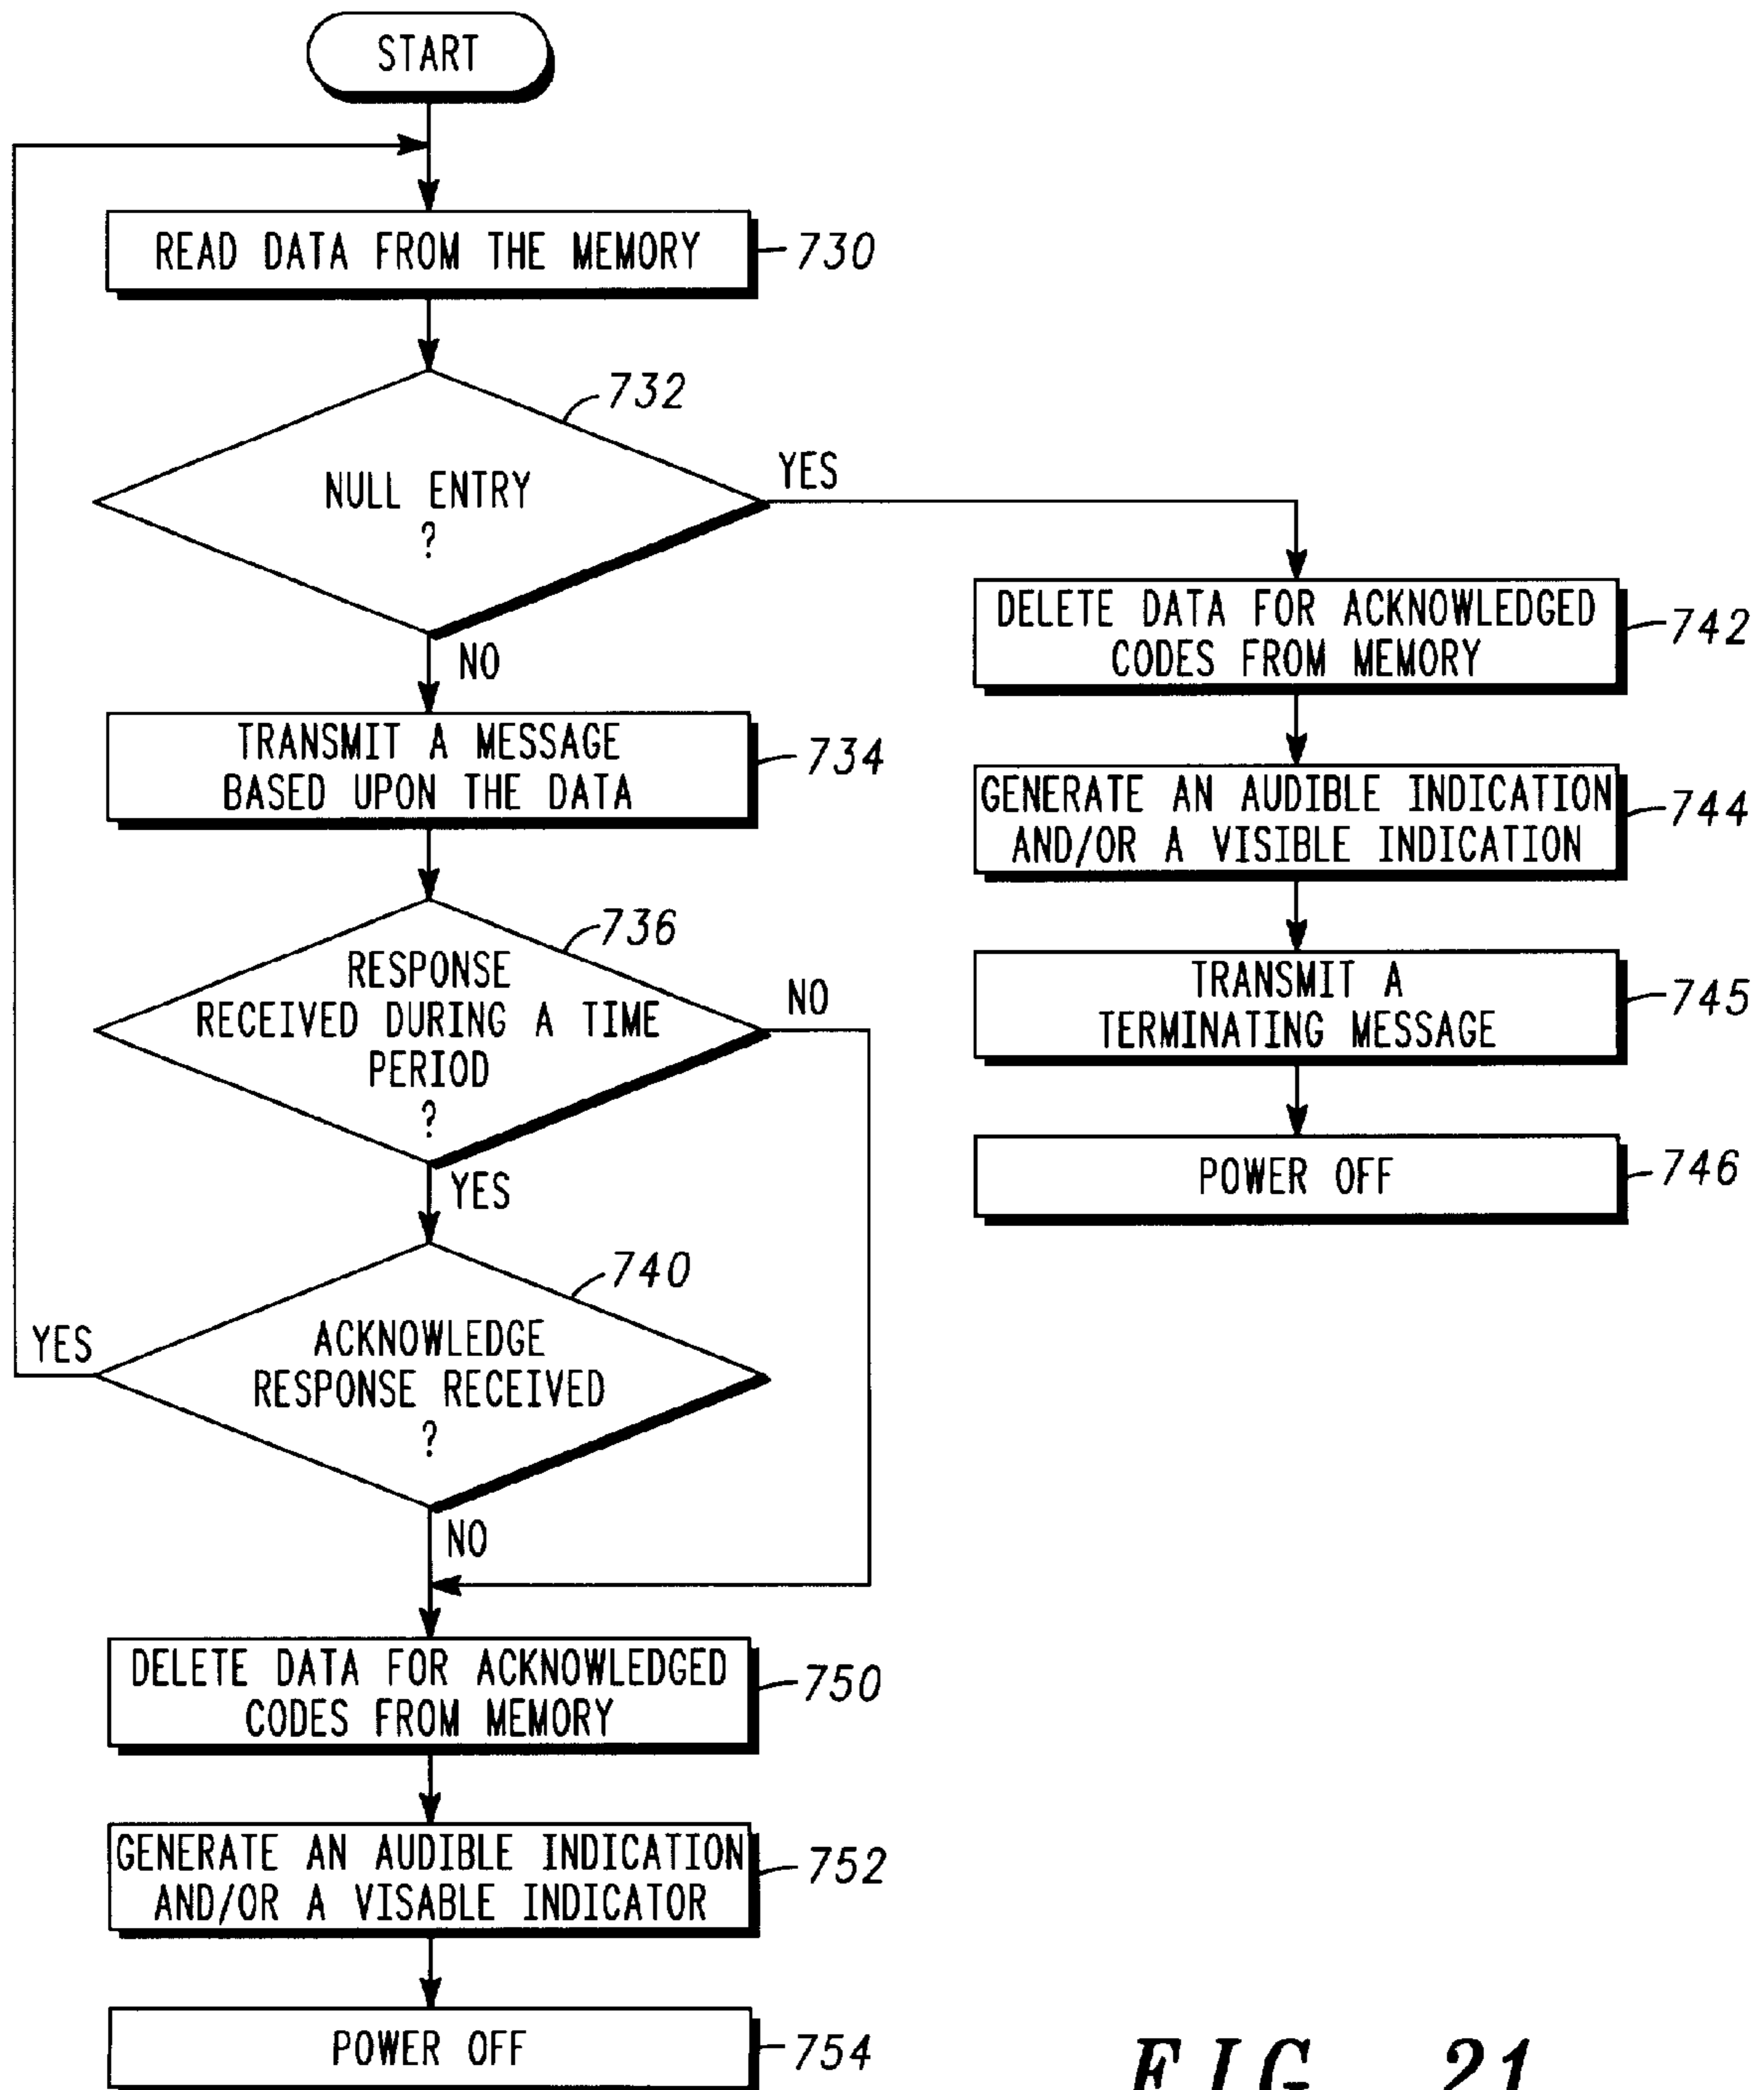 START
READ DATA FROM THE MEMORY
730
732
NULL ENTRY
?
YES
NO
TRANSMIT A MESSAGE
BASED UPON THE DATA
734
736
RESPONSE
RECEIVED DURING A TIME
PERIOD
?
NO
YES
740
ACKNOWLEDGE
RESPONSE RECEIVED
?
YES
NO
DELETE DATA FOR ACKNOWLEDGED
CODES FROM MEMORY
750
GENERATE AN AUDIBLE INDICATION
AND/OR A VISABLE INDICATOR
752
POWER OFF
754
DELETE DATA FOR ACKNOWLEDGED
CODES FROM MEMORY
742
GENERATE AN AUDIBLE INDICATION
AND/OR A VISIBLE INDICATION
744
TRANSMIT A
TERMINATING MESSAGE
745
POWER OFF
746
FIG. 21